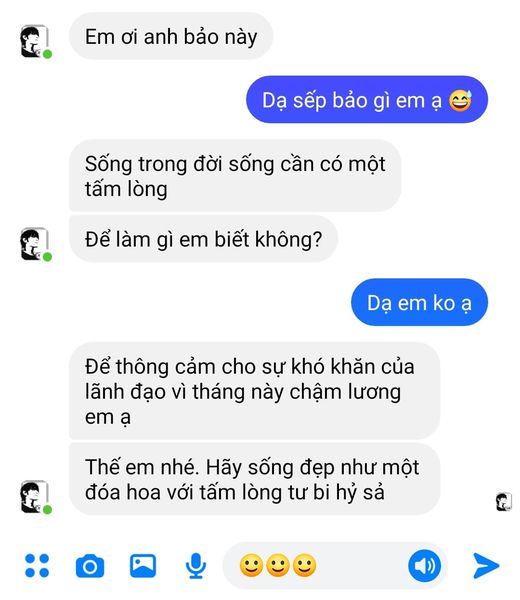 Em ơi anh bảo này
Dạ sếp bảo gì em ạ 😅
Sống trong đời sống cần có một
tấm lòng
Để làm gì em biết không?
Dạ em ko ạ
Để thông cảm cho sự khó khăn của
lãnh đạo vì tháng này chậm lương
em ạ
Thế em nhé. Hãy sống đẹp như một
đóa hoa với tấm lòng tư bi hỷ sả
🙂🙂🙂